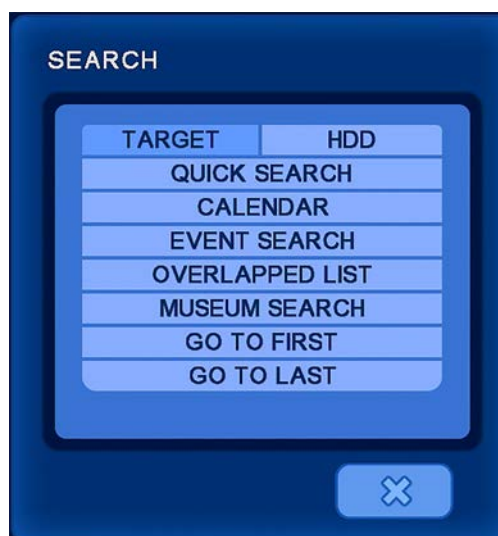 SEARCH
TARGET HDD
QUICK SEARCH
CALENDAR
EVENT SEARCH
OVERLAPPED LIST
MUSEUM SEARCH
GO TO FIRST
GO TO LAST